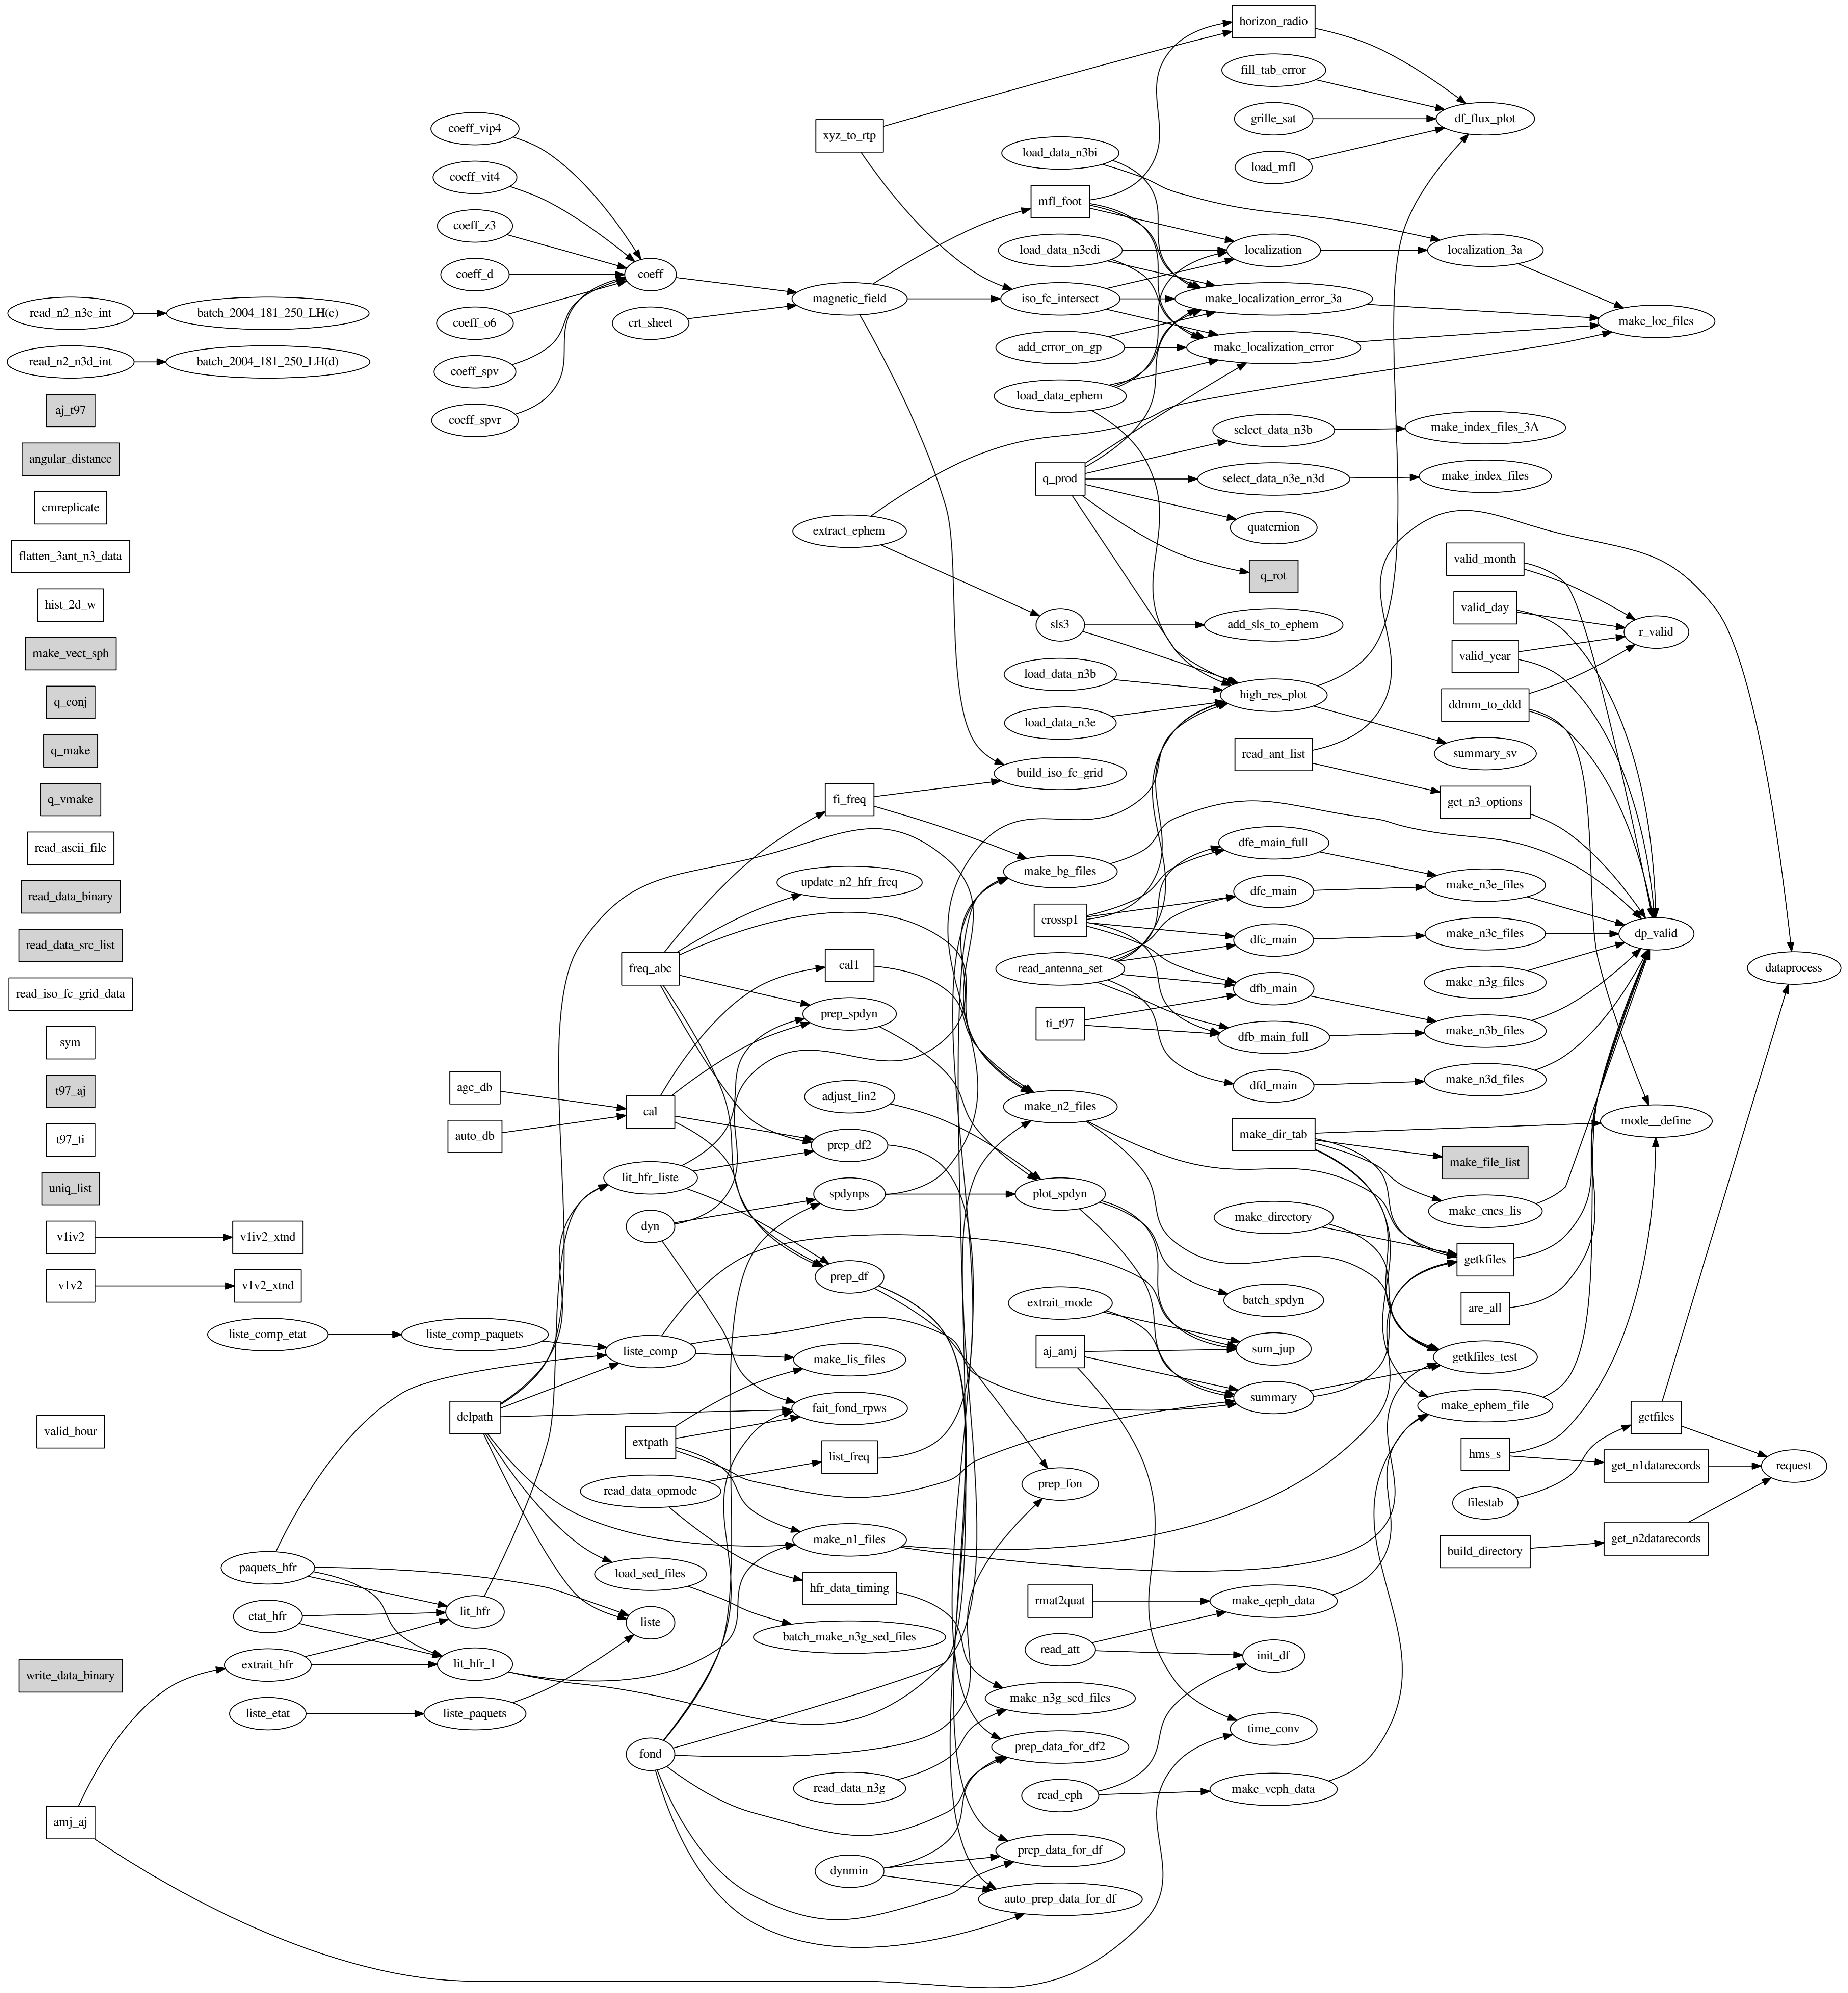 read_n2_n3e_int
read_n2_n3d_int
aj_t97
angular_distance
cmreplicate
flatten_3ant_n3_data
hist_2d_w
make_vect_sph
q_conj
q_make
q_vmake
read_ascii_file
read_data_binary
read_data_src_list
read_iso_fc_grid_data
sym
t97_aj
t97_ti
uniq_list
v1iv2
v1v2
valid_hour
write_data_binary
amj_aj
batch_2004_181_250_LH(e)
batch_2004_181_250_LH(d)
v1iv2_xtnd
v1v2_xtnd
liste_comp_etat
paquets_hfr
etat_hfr
extrait_hfr
liste_etat
coeff_vip4
coeff_vit4
coeff_z3
coeff_d
coeff_o6
coeff_spv
coeff_spvr
agc_db
auto_db
liste_comp_paquets
delpath
lit_hfr
lit_hfr_1
liste_paquets
coeff
crt_sheet
freq_abc
cal
lit_hfr_liste
dyn
liste_comp
extpath
read_data_opmode
load_sed_files
liste
fond
xyz_to_rtp
magnetic_field
extract_ephem
fi_freq
update_n2_hfr_freq
cal1
prep_spdyn
adjust_lin2
prep_df2
spdynps
prep_df
make_lis_files
fait_fond_rpws
list_freq
make_n1_files
hfr_data_timing
batch_make_n3g_sed_files
read_data_n3g
dynmin
load_data_n3bi
mfl_foot
load_data_n3edi
iso_fc_intersect
add_error_on_gp
load_data_ephem
q_prod
sls3
load_data_n3b
load_data_n3e
build_iso_fc_grid
make_bg_files
crossp1
read_antenna_set
ti_t97
make_n2_files
plot_spdyn
extrait_mode
aj_amj
prep_fon
rmat2quat
read_att
make_n3g_sed_files
prep_data_for_df2
read_eph
prep_data_for_df
auto_prep_data_for_df
horizon_radio
fill_tab_error
grille_sat
load_mfl
localization
make_localization_error_3a
make_localization_error
select_data_n3b
select_data_n3e_n3d
quaternion
q_rot
add_sls_to_ephem
high_res_plot
read_ant_list
dfe_main_full
dfe_main
dfc_main
dfb_main
dfb_main_full
dfd_main
make_dir_tab
make_directory
batch_spdyn
sum_jup
summary
make_qeph_data
init_df
time_conv
make_veph_data
df_flux_plot
localization_3a
make_index_files_3A
make_index_files
valid_month
valid_day
valid_year
ddmm_to_ddd
summary_sv
get_n3_options
make_n3e_files
make_n3c_files
make_n3g_files
make_n3b_files
make_n3d_files
make_file_list
make_cnes_lis
getkfiles
are_all
getkfiles_test
make_ephem_file
hms_s
filestab
build_directory
make_loc_files
r_valid
dp_valid
mode__define
getfiles
get_n1datarecords
get_n2datarecords
dataprocess
request